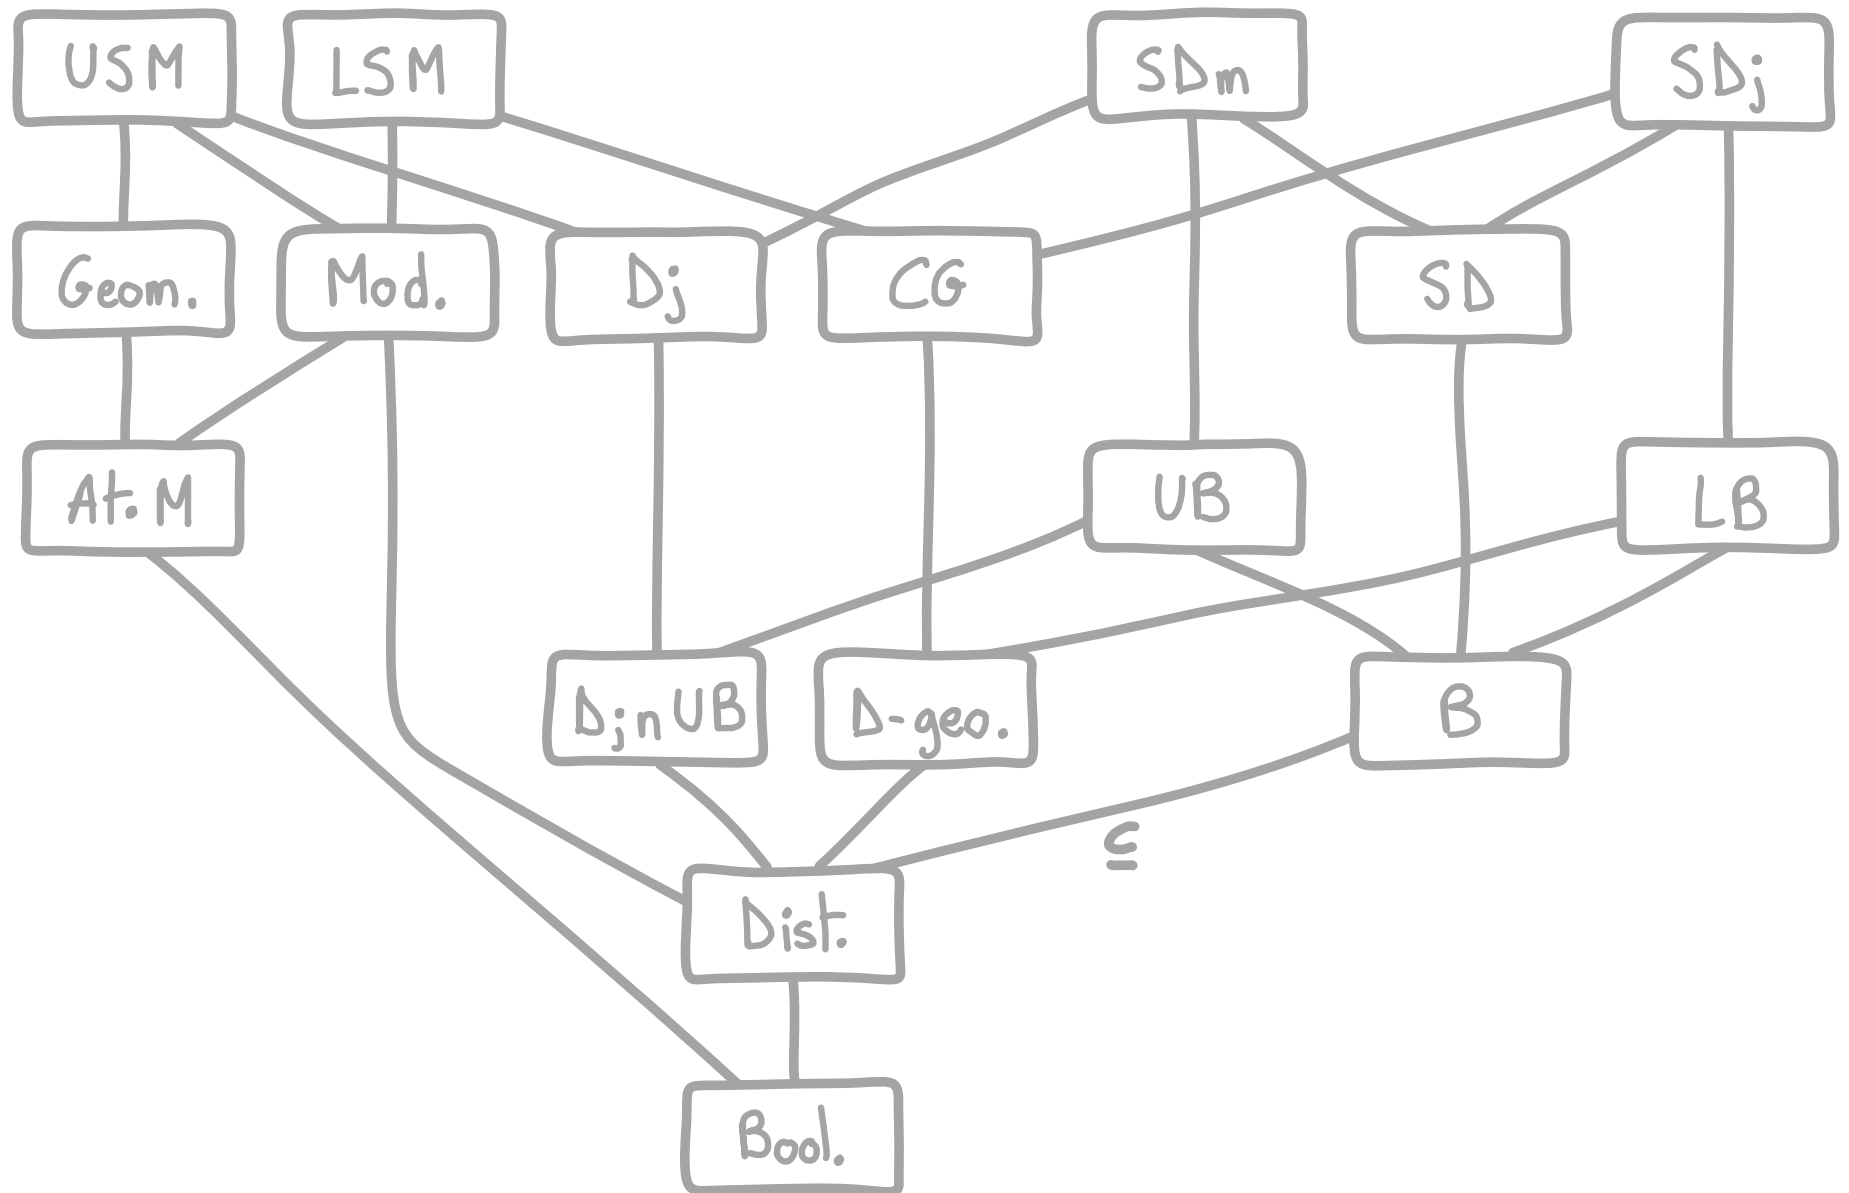 USM
LSM
SDm
SDj
Geom.
Mod.
Dj
CG
SD
At.M
UB
LB
Dj∩UB
D-geo.
B
⊆
Dist.
Bool.